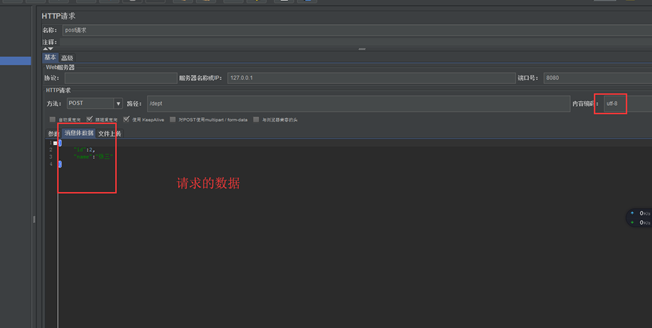 HTTP请求
名称: post请求
注释:
基本 高级
Web服务器
协议: 服务器名称或IP: 127.0.0.1 端口号: 8080
HTTP请求
方法: POST 路径: /dept 内容编码: utf-8
自动重定向 跟随重定向 使用 KeepAlive 对POST使用multipart / form-data 与浏览器兼容的头
参数 消息体数据 文件上传
1 {
2 "id":2,
3 "name":
4 }
请求的数据